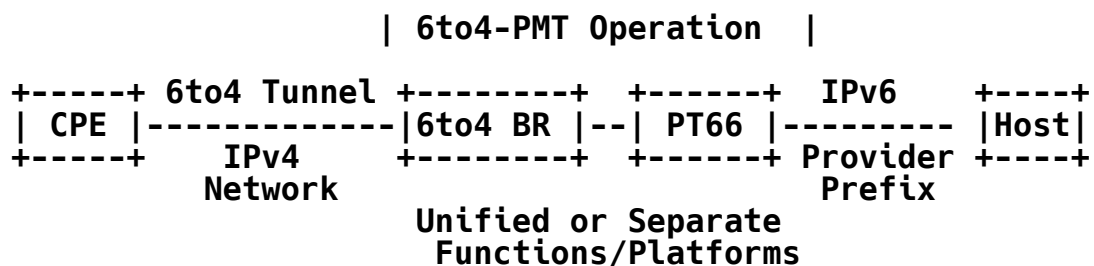 | 6to4-PMT Operation |
+-----+ 6to4 Tunnel +--------+ +------+ IPv6 +----+
| CPE |-------------|6to4 BR |--| PT66 |--------- |Host|
+-----+ IPv4 +--------+ +------+ Provider +----+
Network Prefix
Unified or Separate
Functions/Platforms